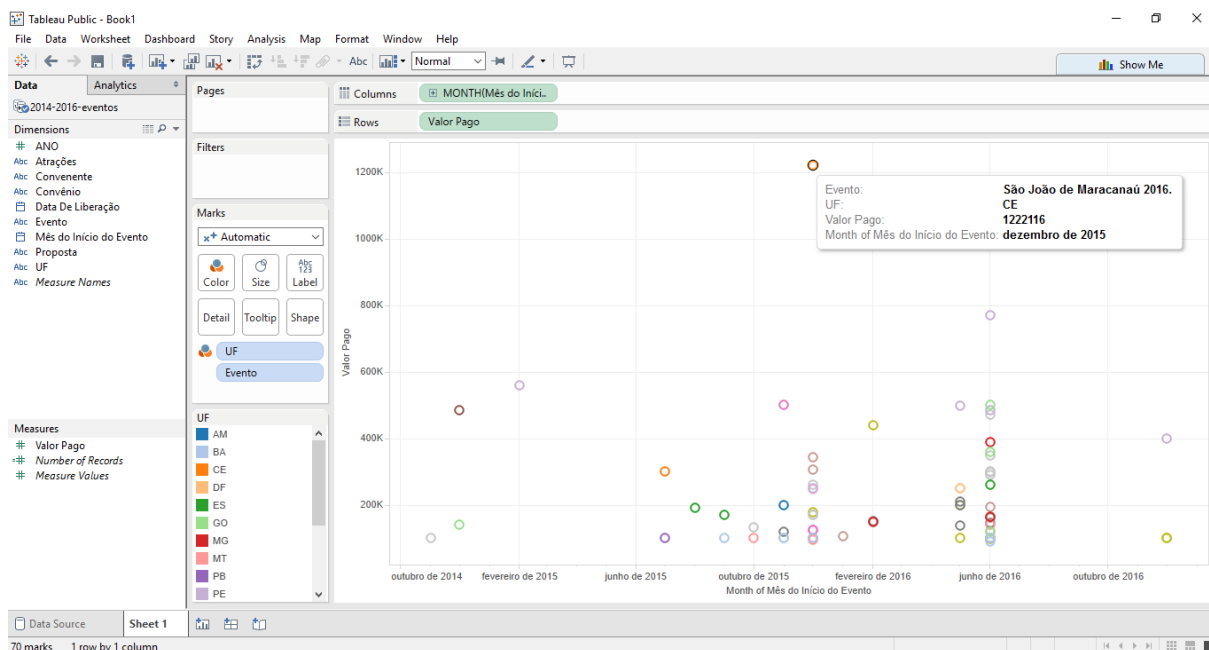 Tableau Public - Book1
File Data Worksheet Dashboard Story Analysis Map Format Window Help
Abc Normal Show Me
Data Analytics
2014-2016-eventos
Dimensions
# ANO
Abc Atrações
Abc Convenente
Abc Convênio
Data De Liberação
Abc Evento
Mês do Início do Evento
Abc Proposta
Abc UF
Abc Measure Names
Measures
# Valor Pago
=# Number of Records
# Measure Values
Pages
Filters
Marks
Automatic
Color Size Abc 123 Label
Detail Tooltip Shape
UF
Evento
UF
AM
BA
CE
DF
ES
GO
MG
MT
PB
PE
Columns MONTH(Mês do Iníci..
Rows Valor Pago
1200K
1000K
800K
600K
400K
200K
Valor Pago
Evento: São João de Maracanaú 2016.
UF: CE
Valor Pago: 1222116
Month of Mês do Início do Evento: dezembro de 2015
outubro de 2014 fevereiro de 2015 junho de 2015 outubro de 2015 fevereiro de 2016 junho de 2016 outubro de 2016
Month of Mês do Início do Evento
Data Source Sheet 1
70 marks 1 row by 1 column